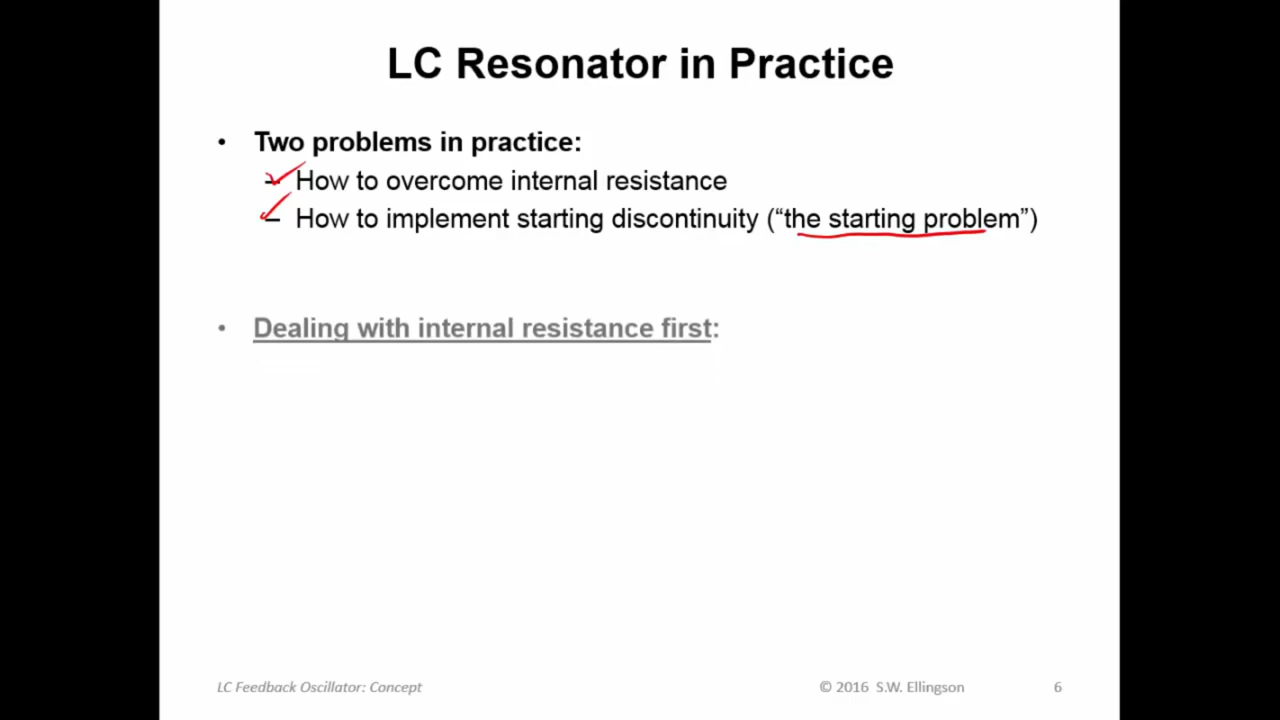 LC Resonator in Practice
• Two problems in practice:
– How to overcome internal resistance
– How to implement starting discontinuity (“the starting problem”)
• Dealing with internal resistance first:
LC Feedback Oscillator: Concept © 2016 S.W. Ellingson 6